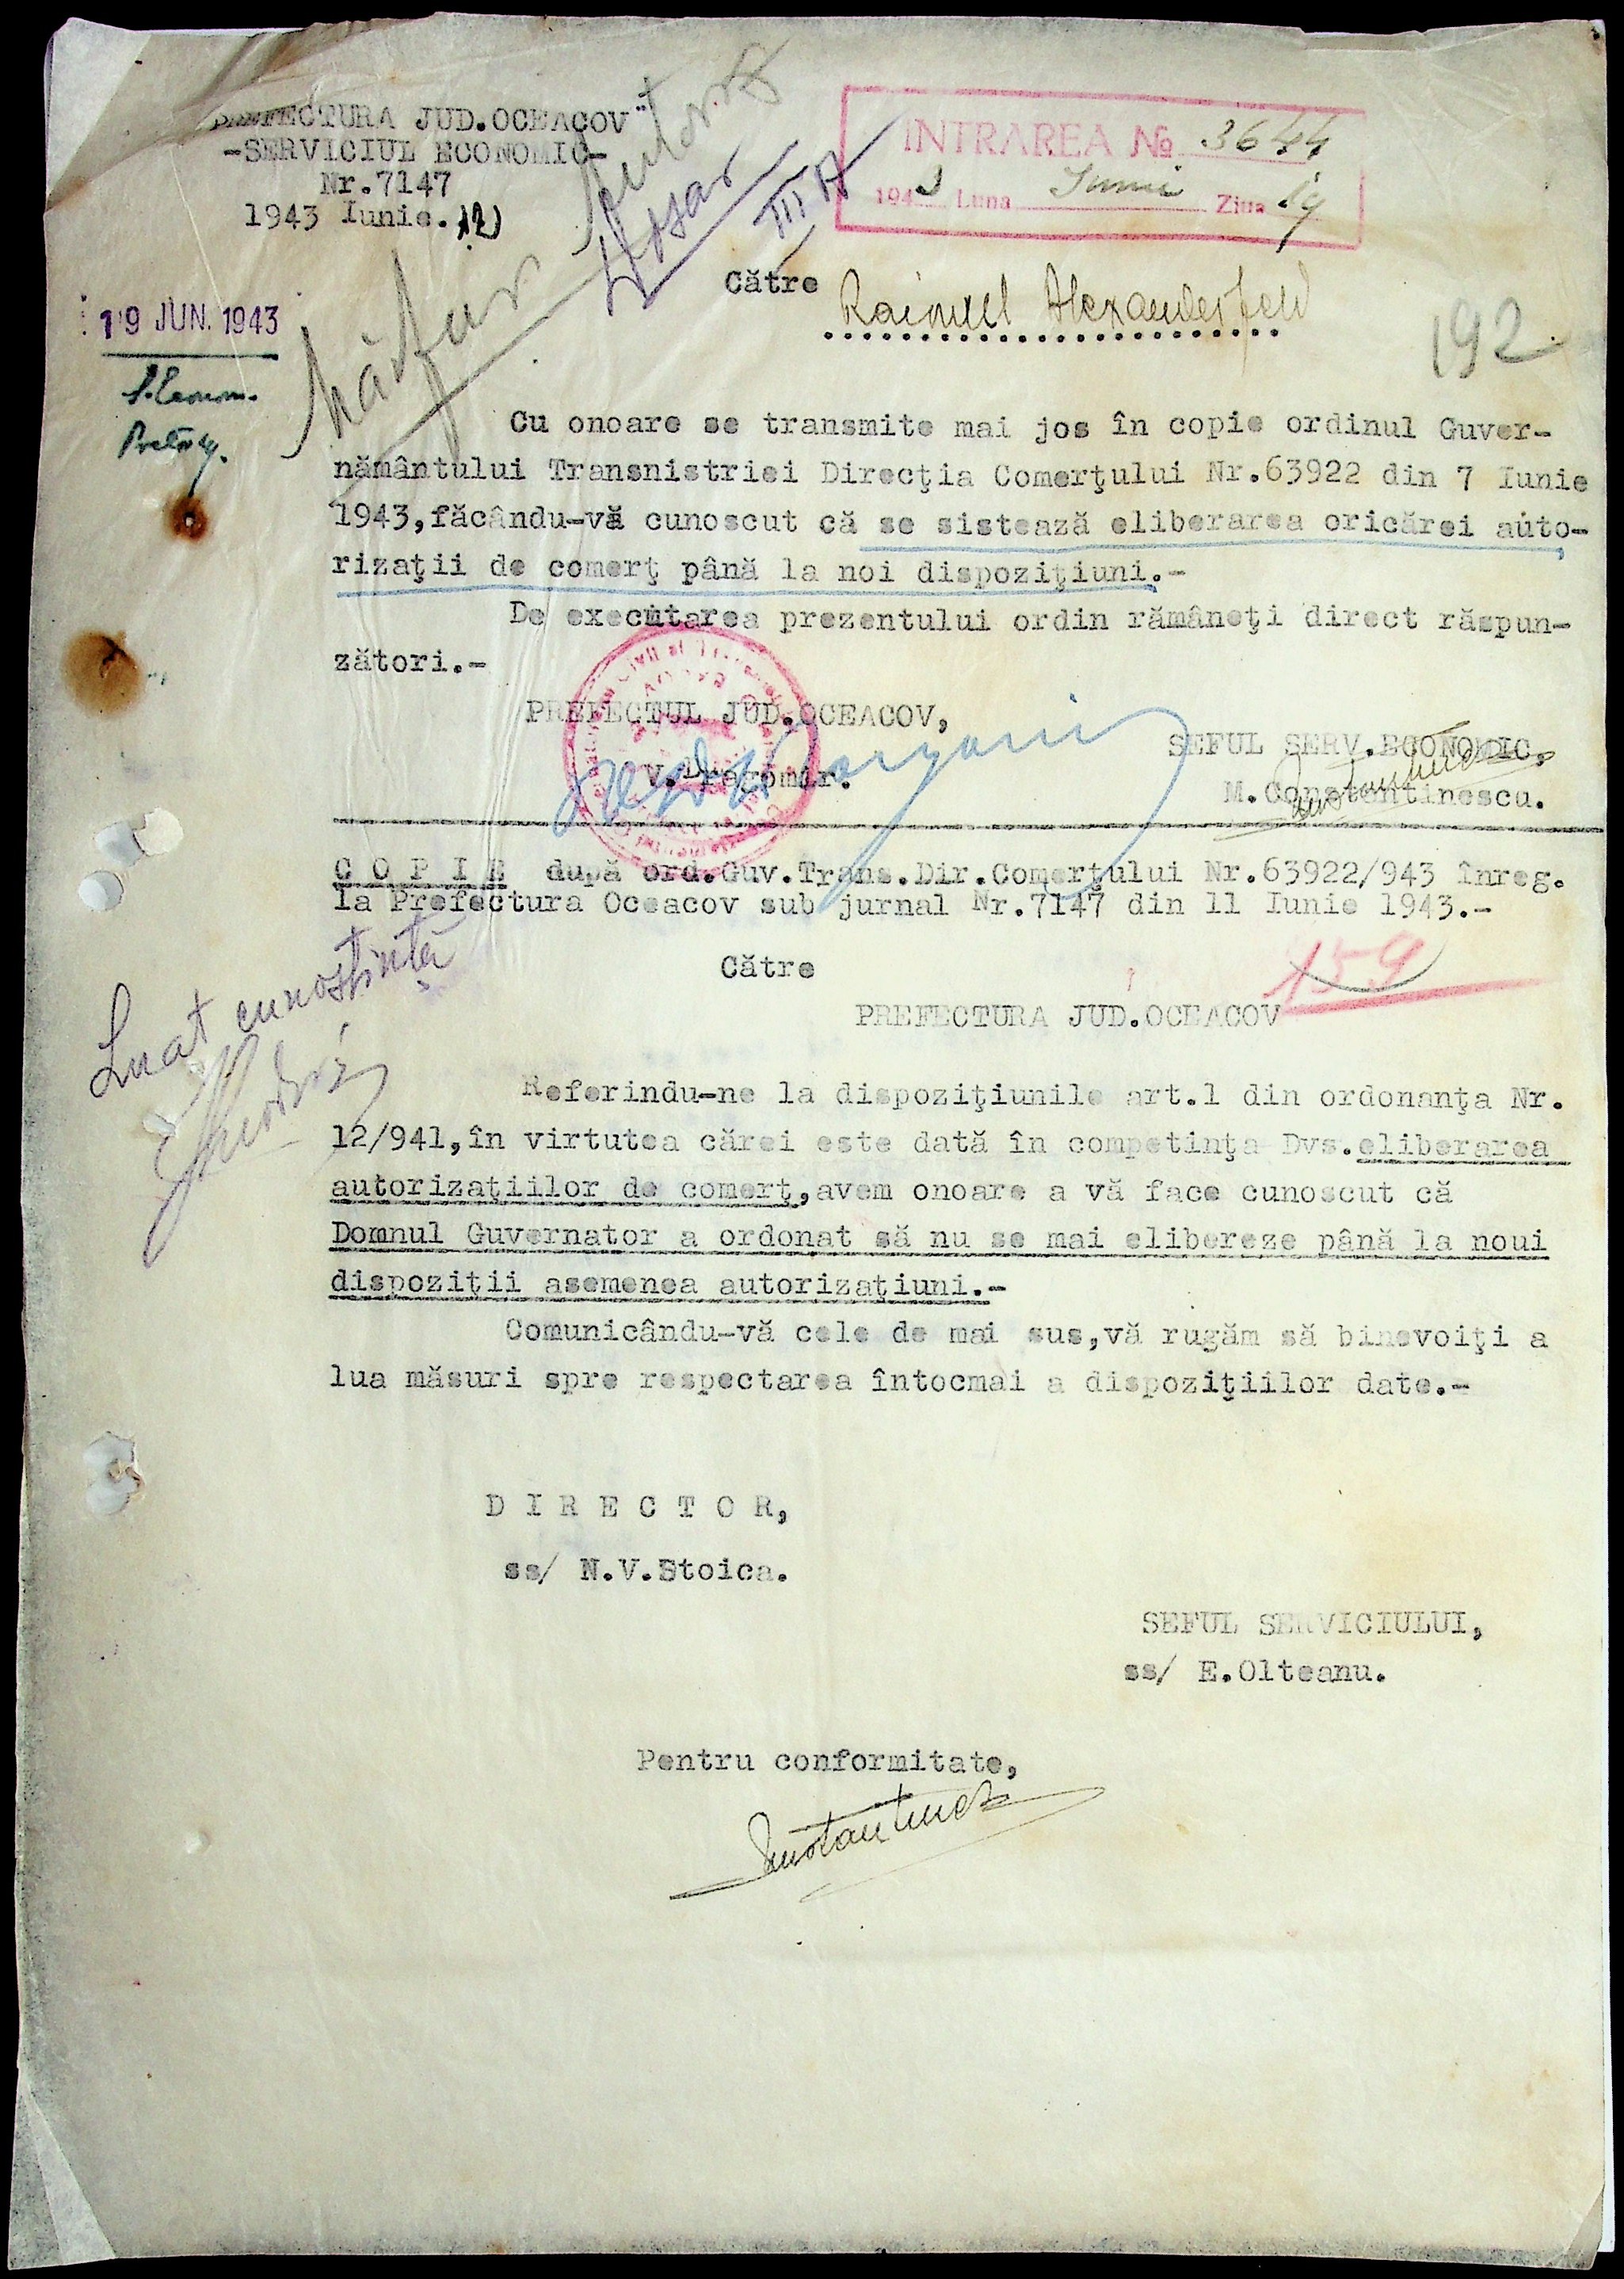 PREFECTURA JUD.OCEACOV
-SERVICIUL ECONOMIC-
Nr.7147
1943 Iunie. 12
INTRAREA No 3644
1943 Luna Iunie Ziua 19
Dosar
III A
Către Raionul Alexanderfeld
19 JUN. 1943
192
Cu onoare se transmite mai jos în copie ordinul Guver-
nământului Transnistriei Direcţia Comerţului Nr.63922 din 7 Iunie
1943,făcându-vă cunoscut că se sistează eliberarea oricărei auto-
rizaţii de comerţ până la noi dispoziţiuni.-
De executarea prezentului ordin rămâneţi direct răspun-
zători.-
PREFECTUL JUD.OCEACOV,
SEFUL SERV.ECONOMIC,
M.Constantinescu.
C O P I E după ord.Guv.Trans.Dir.Comerţului Nr.63922/943 înreg.
la Prefectura Oceacov sub jurnal Nr.7147 din 11 Iunie 1943.-
Luat cunoştinţă
Către
159
PREFECTURA JUD.OCEACOV
Referindu-ne la dispoziţiunile art.1 din ordonanţa Nr.
12/941,în virtutea cărei este dată în competinţa Dvs.eliberarea
autorizaţiilor de comerţ,avem onoare a vă face cunoscut că
Domnul Guvernator a ordonat să nu se mai elibereze până la noui
dispoziţii asemenea autorizaţiuni.-
Comunicându-vă cele de mai sus,vă rugăm să binevoiţi a
lua măsuri spre respectarea întocmai a dispoziţiilor date.-
D I R E C T O R,
ss/ N.V.Stoica.
SEFUL SERVICIULUI,
ss/ E.Olteanu.
Pentru conformitate,